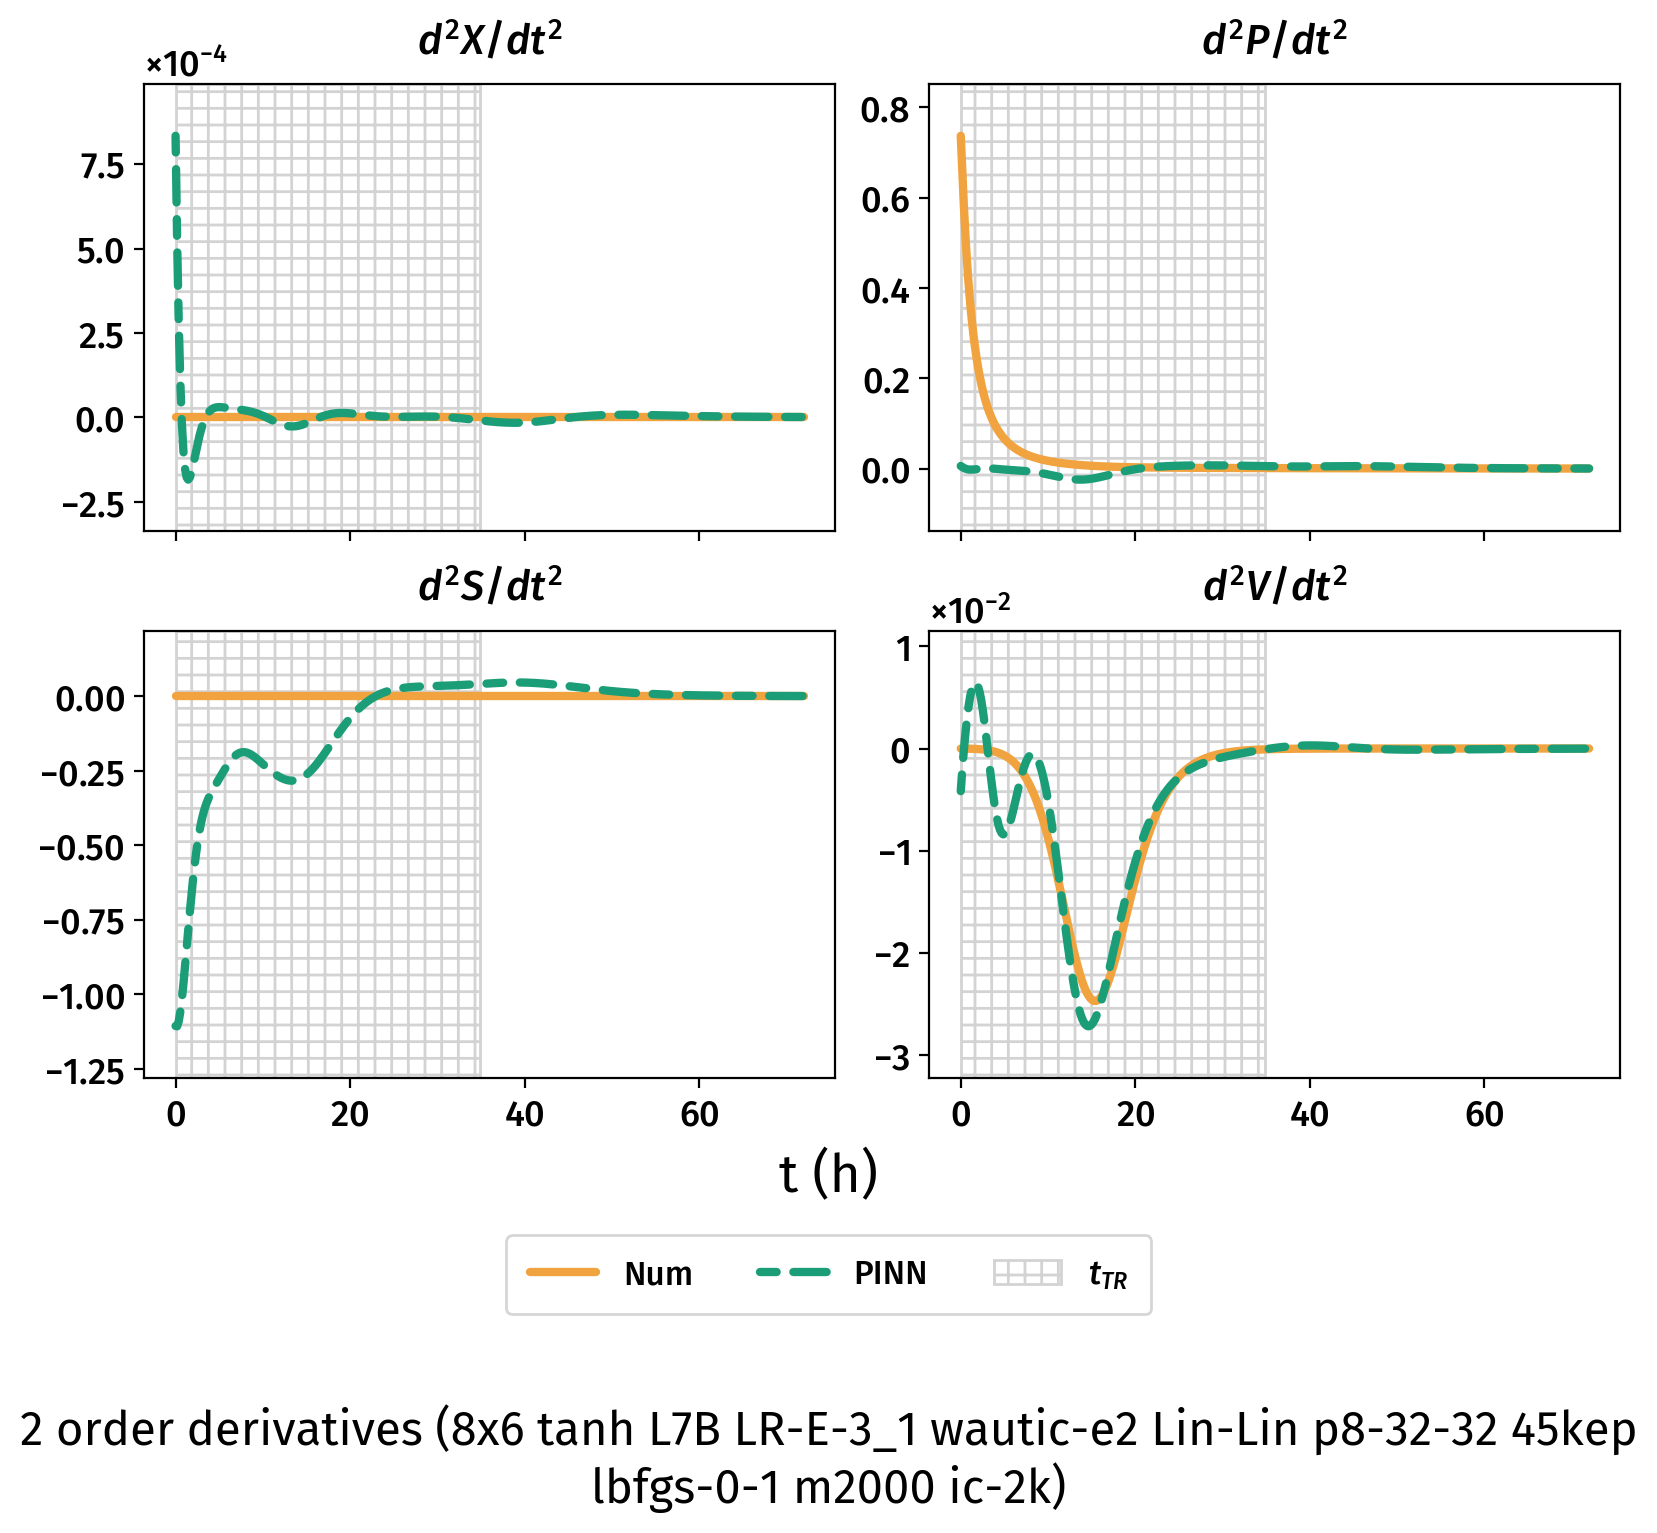 d²X/dt²
×10⁻⁴
7.5
5.0
2.5
0.0
−2.5
d²P/dt²
0.8
0.6
0.4
0.2
0.0
d²S/dt²
0.00
−0.25
−0.50
−0.75
−1.00
−1.25
0 20 40 60
d²V/dt²
×10⁻²
1
0
−1
−2
−3
0 20 40 60
t (h)
Num PINN t_TR
2 order derivatives (8x6 tanh L7B LR-E-3_1 wautic-e2 Lin-Lin p8-32-32 45kep
lbfgs-0-1 m2000 ic-2k)